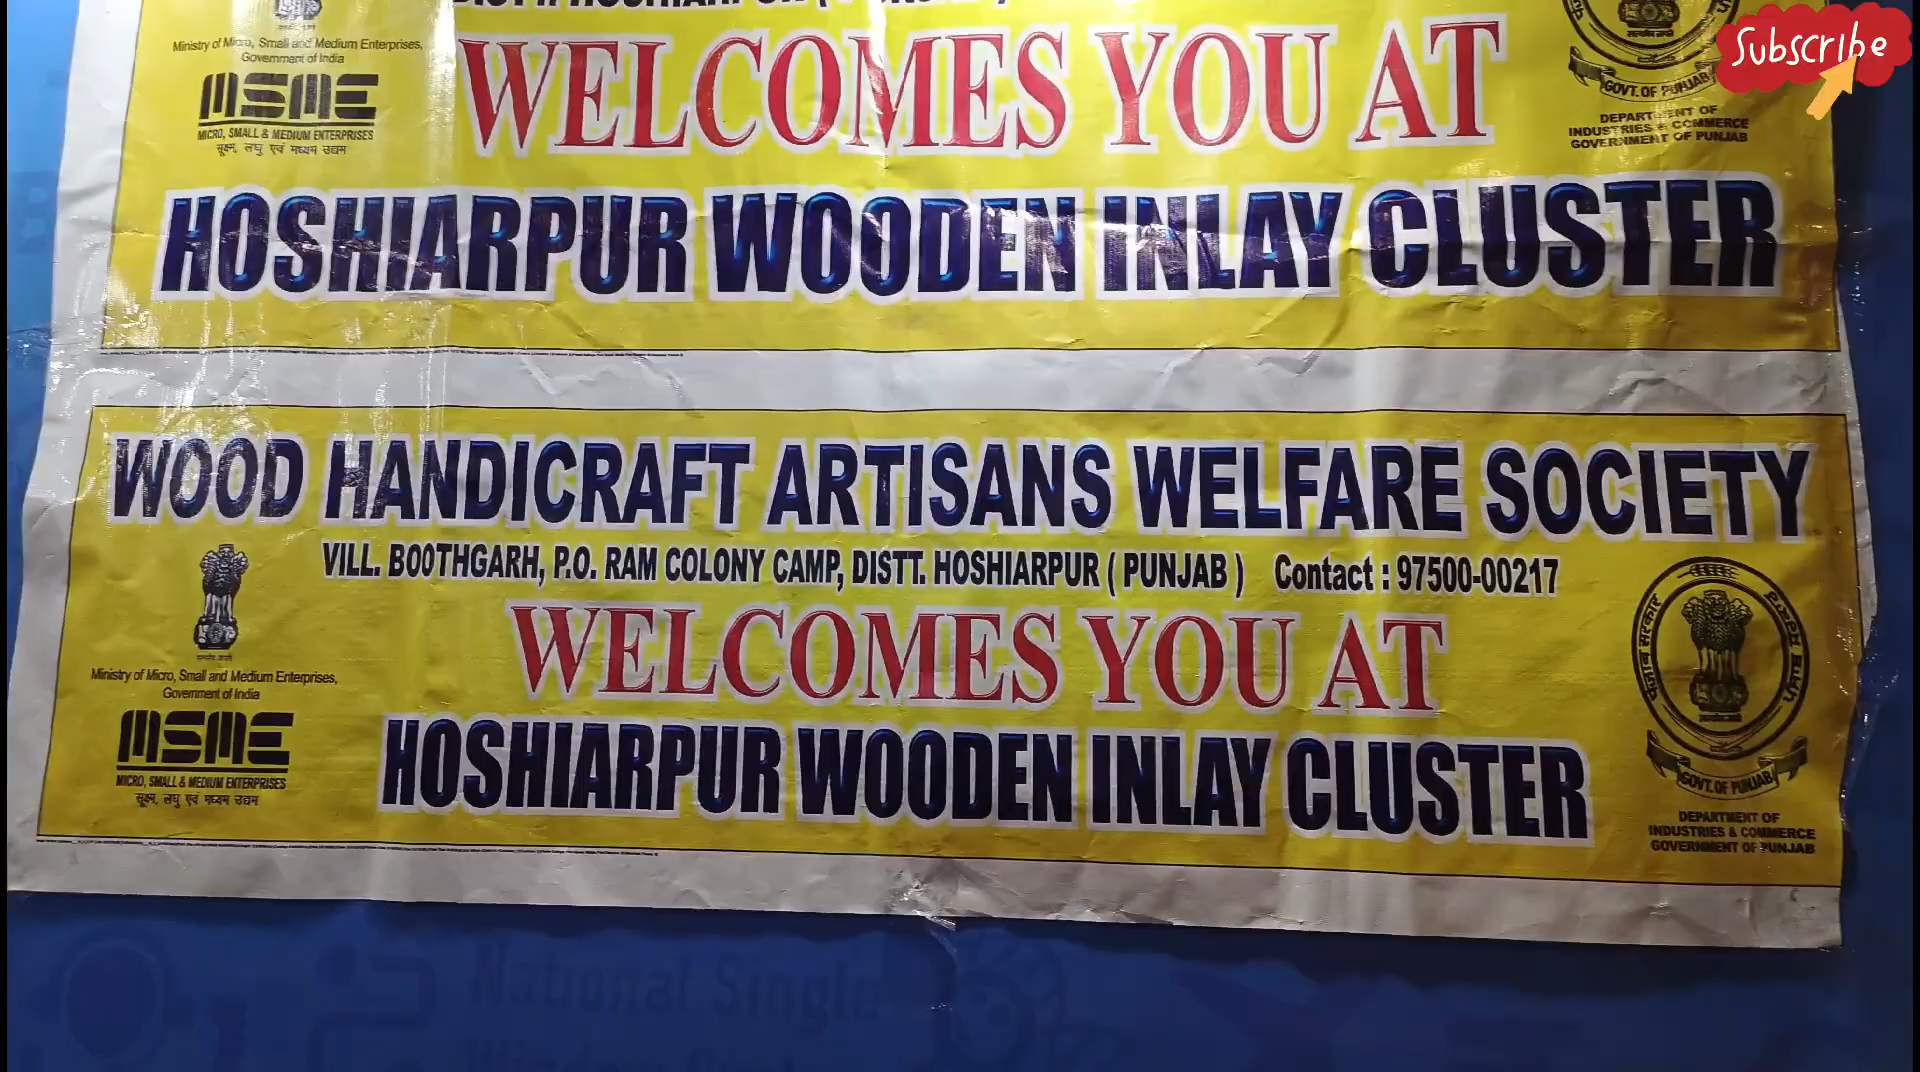 Ministry of Micro, Small and Medium Enterprises,
Government of India
MSME
MICRO, SMALL & MEDIUM ENTERPRISES
सूक्ष्म, लघु एवं मध्यम उद्यम
WELCOMES YOU AT
GOVT. OF PUNJAB
DEPARTMENT OF
INDUSTRIES & COMMERCE
GOVERNMENT OF PUNJAB
Subscribe
HOSHIARPUR WOODEN INLAY CLUSTER
WOOD HANDICRAFT ARTISANS WELFARE SOCIETY
VILL. BOOTHGARH, P.O. RAM COLONY CAMP, DISTT. HOSHIARPUR ( PUNJAB ) Contact : 97500-00217
WELCOMES YOU AT
HOSHIARPUR WOODEN INLAY CLUSTER
Ministry of Micro, Small and Medium Enterprises,
Government of India
MSME
MICRO, SMALL & MEDIUM ENTERPRISES
सूक्ष्म, लघु एवं मध्यम उद्यम
पंजाब सरकार
GOVT. OF PUNJAB
DEPARTMENT OF
INDUSTRIES & COMMERCE
GOVERNMENT OF PUNJAB
National Single